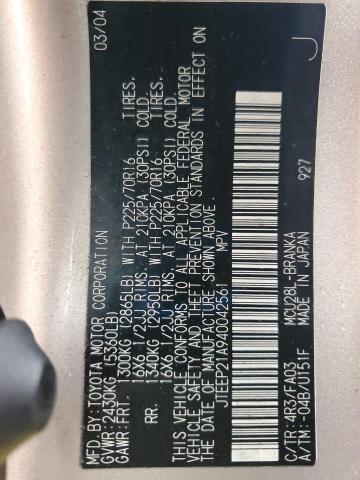 MFD.BY:TOYOTA MOTOR CORPORATION 03/04
GVWR:2430KG (5360LB)
GAWR:FRT. 1300KG (2865LB) WITH P225/70R16 TIRES,
16X6 1/2JJ RIMS, AT 210KPA (30PSI) COLD.
RR. 1340KG (2950LB) WITH P225/70R16 TIRES,
16X6 1/2JJ RIMS, AT 210KPA (30PSI) COLD.
THIS VEHICLE CONFORMS TO ALL APPLICABLE FEDERAL MOTOR
VEHICLE SAFETY AND THEFT PREVENTION STANDARDS IN EFFECT ON
THE DATE OF MANUFACTURE SHOWN ABOVE.
JTEEP21A940042561 MPV
C/TR:4R3/FA03 MCU28L-BRANKA 927
A/TM:-04B/U151F MADE IN JAPAN J